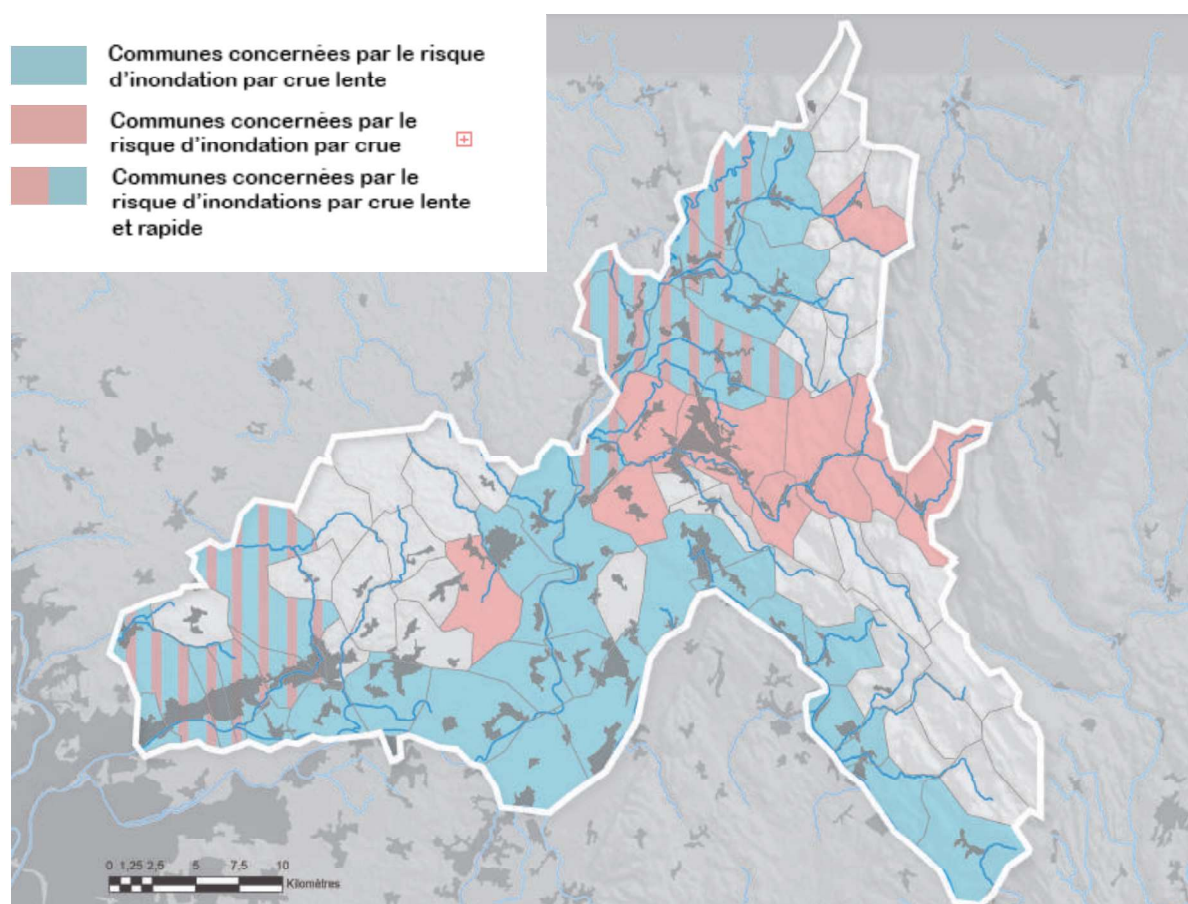 Communes concernées par le risque
d'inondation par crue lente
Communes concernées par le
risque d'inondation par crue
Communes concernées par le
risque d'inondations par crue lente
et rapide
0 1,25 2,5 5 7,5 10
Kilomètres